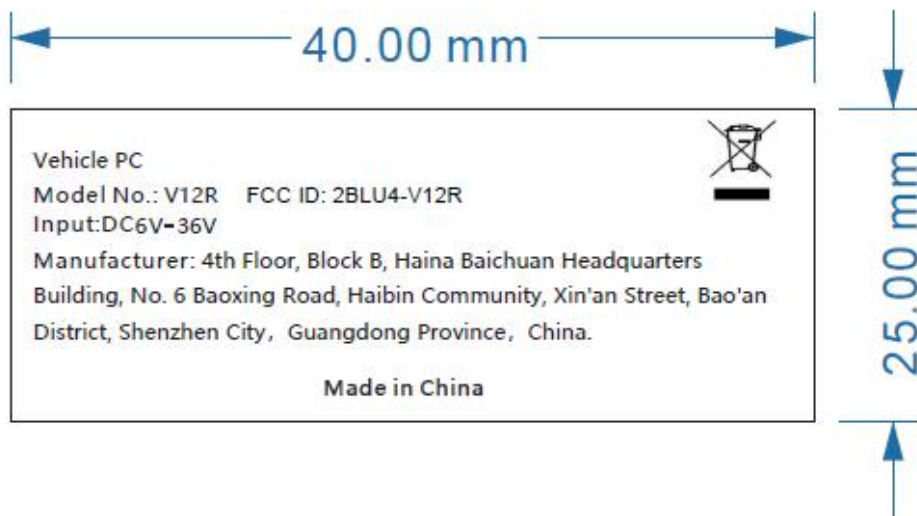 40.00 mm
Vehicle PC
Model No.: V12R FCC ID: 2BLU4-V12R
Input:DC6V-36V
Manufacturer: 4th Floor, Block B, Haina Baichuan Headquarters
Building, No. 6 Baoxing Road, Haibin Community, Xin'an Street, Bao'an
District, Shenzhen City，Guangdong Province，China.
Made in China
25.00 mm